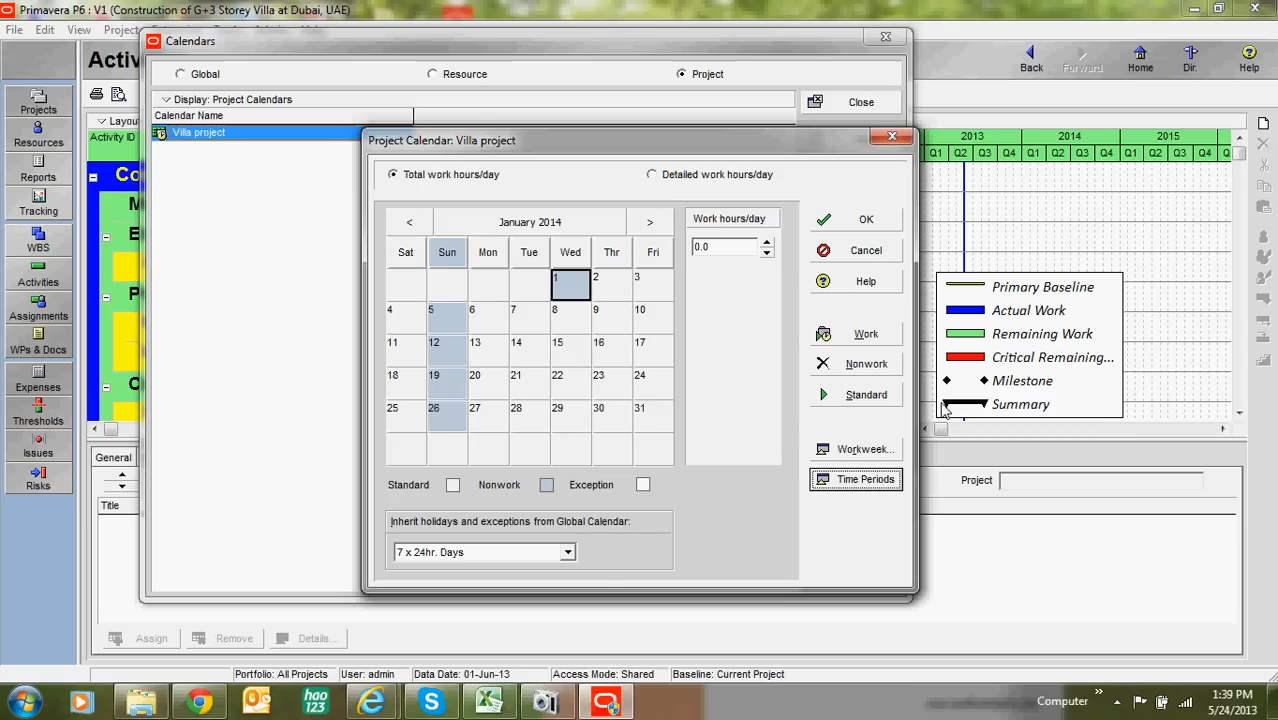 Primavera P6 : V1 (Construction of G+3 Storey Villa at Dubai, UAE)
File Edit View Project
Calendars
Activ
Back Forward Home Dir. Help
Global Resource Project
Display: Project Calendars
Close
Calendar Name
Villa project
Projects
Resources
Reports
Tracking
WBS
Activities
Assignments
WPs & Docs
Expenses
Thresholds
Issues
Risks
Layou
Activity ID
Co
M
E
P
C
2013 2014 2015
Q1 Q2 Q3 Q4 Q1 Q2 Q3 Q4 Q1 Q2 Q3 Q4 Q
Project Calendar: Villa project
Total work hours/day Detailed work hours/day
< January 2014 >
Work hours/day
0.0
Sat Sun Mon Tue Wed Thr Fri
1 2 3
4 5 6 7 8 9 10
11 12 13 14 15 16 17
18 19 20 21 22 23 24
25 26 27 28 29 30 31
Standard Nonwork Exception
Inherit holidays and exceptions from Global Calendar:
7 x 24hr. Days
OK
Cancel
Help
Work
Nonwork
Standard
Workweek...
Time Periods
Primary Baseline
Actual Work
Remaining Work
Critical Remaining...
Milestone
Summary
General
Title
Project
Assign Remove Details...
Portfolio: All Projects User: admin Data Date: 01-Jun-13 Access Mode: Shared Baseline: Current Project
hao
123
Computer »
1:39 PM
5/24/2013